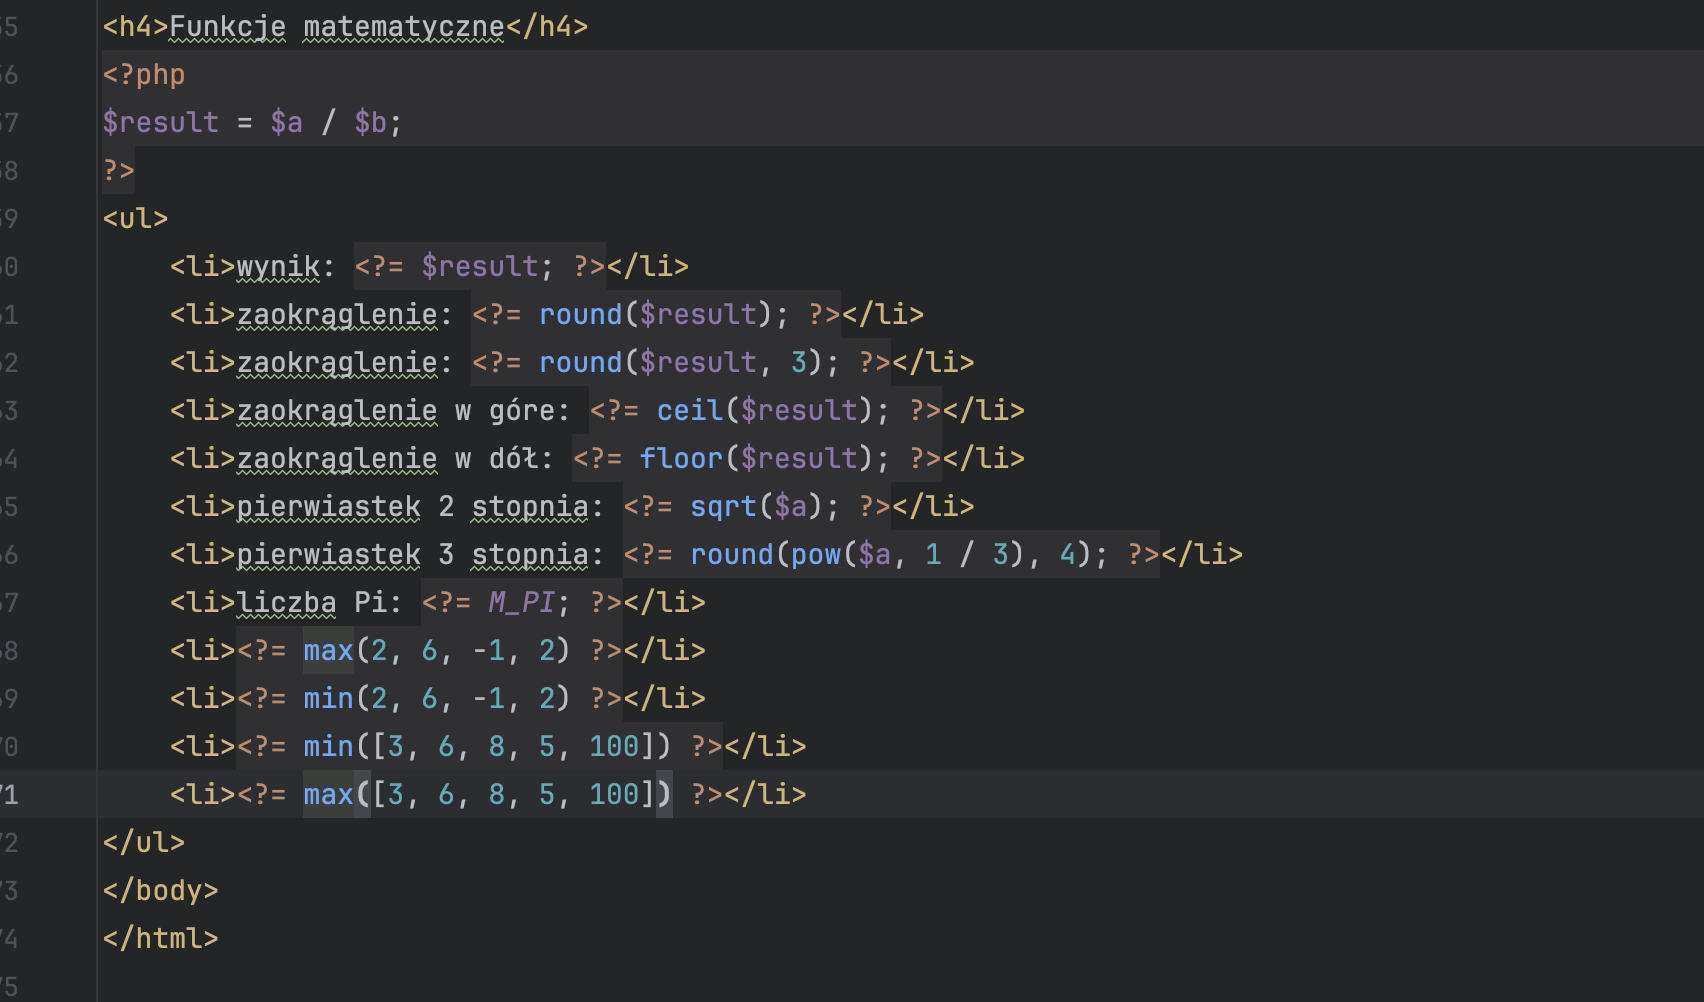 55 <h4>Funkcje matematyczne</h4>
56 <?php
57 $result = $a / $b;
58 ?>
59 <ul>
60 <li>wynik: <?= $result; ?></li>
61 <li>zaokrąglenie: <?= round($result); ?></li>
62 <li>zaokrąglenie: <?= round($result, 3); ?></li>
63 <li>zaokrąglenie w góre: <?= ceil($result); ?></li>
64 <li>zaokrąglenie w dół: <?= floor($result); ?></li>
65 <li>pierwiastek 2 stopnia: <?= sqrt($a); ?></li>
66 <li>pierwiastek 3 stopnia: <?= round(pow($a, 1 / 3), 4); ?></li>
67 <li>liczba Pi: <?= M_PI; ?></li>
68 <li><?= max(2, 6, -1, 2) ?></li>
69 <li><?= min(2, 6, -1, 2) ?></li>
70 <li><?= min([3, 6, 8, 5, 100]) ?></li>
71 <li><?= max([3, 6, 8, 5, 100]) ?></li>
72 </ul>
73 </body>
74 </html>
75